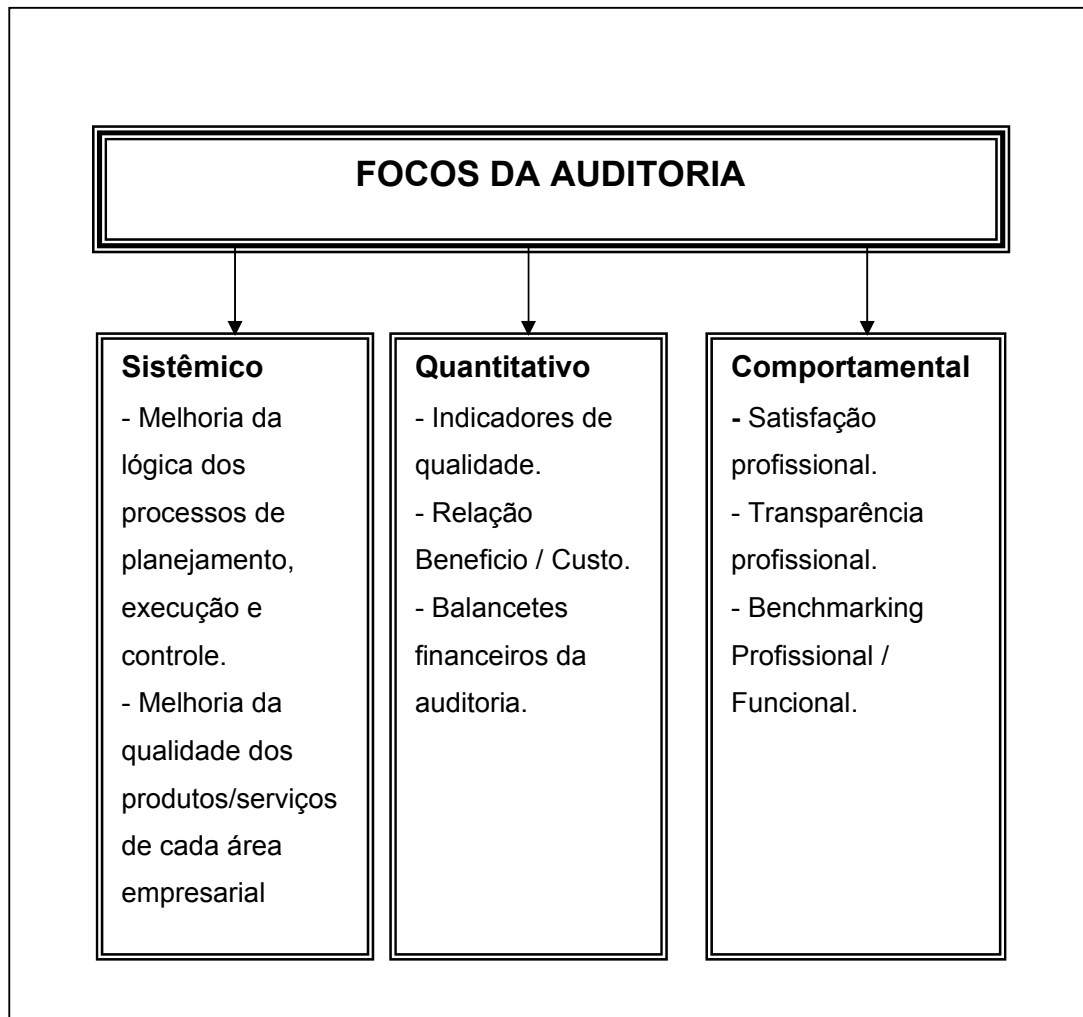 FOCOS DA AUDITORIA
Sistêmico
- Melhoria da
lógica dos
processos de
planejamento,
execução e
controle.
- Melhoria da
qualidade dos
produtos/serviços
de cada área
empresarial
Quantitativo
- Indicadores de
qualidade.
- Relação
Beneficio / Custo.
- Balancetes
financeiros da
auditoria.
Comportamental
- Satisfação
profissional.
- Transparência
profissional.
- Benchmarking
Profissional /
Funcional.